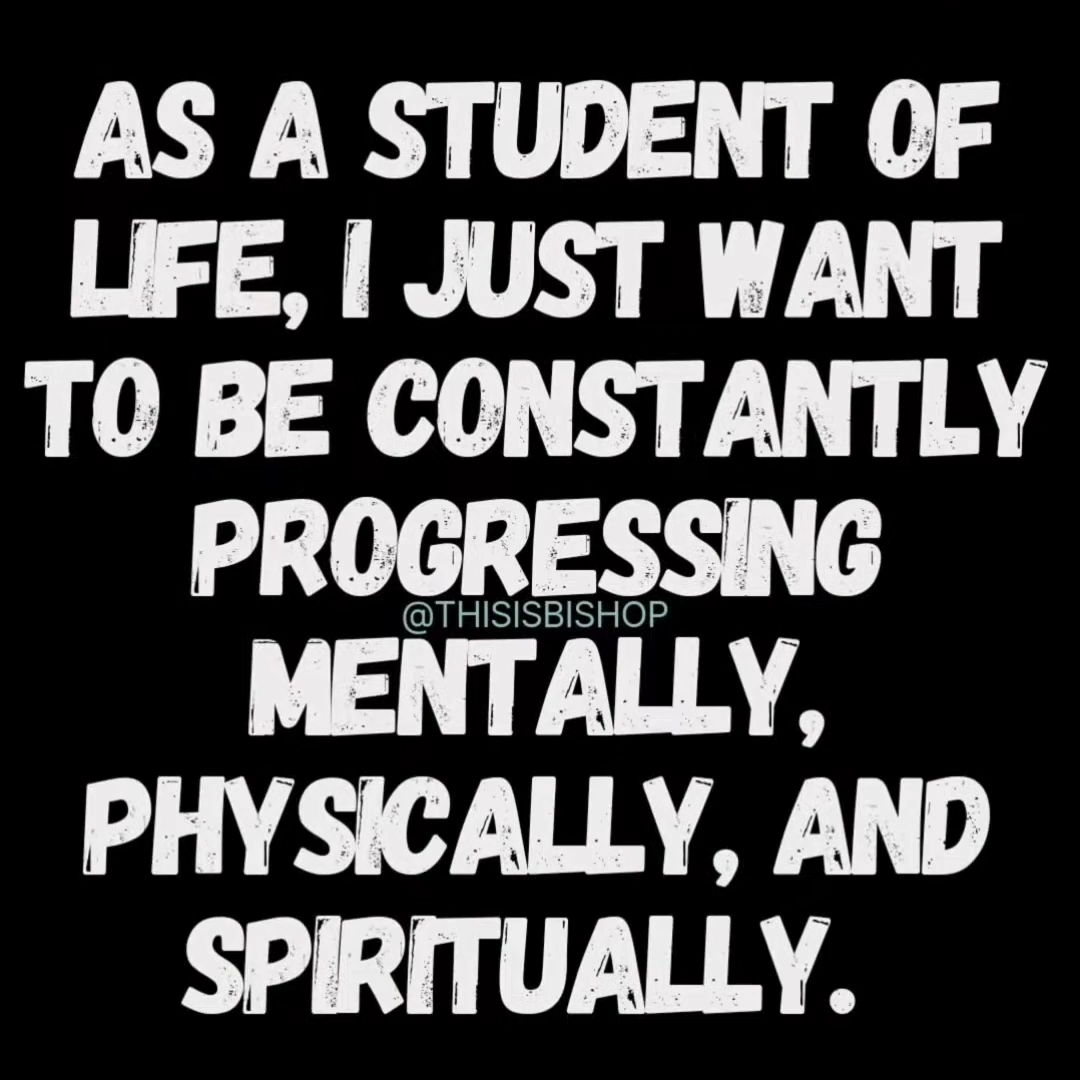 AS A STUDENT OF
LIFE, I JUST WANT
TO BE CONSTANTLY
PROGRESSING
@THISISBISHOP
MENTALLY,
PHYSICALLY, AND
SPIRITUALLY.